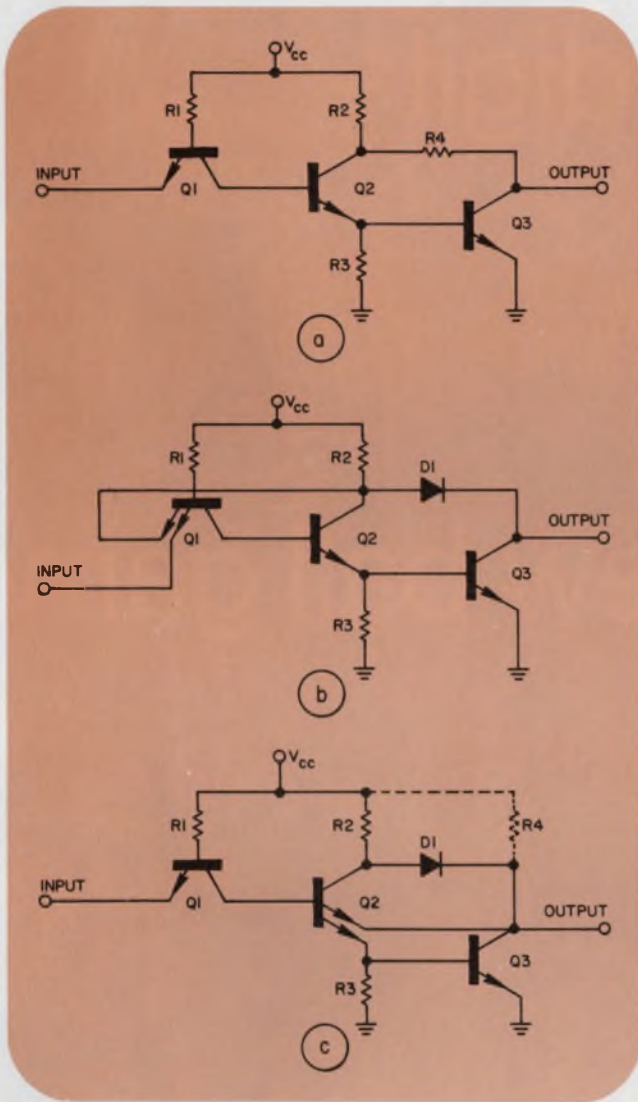 Vcc
R1
R2
R4
INPUT
OUTPUT
Q1
Q2
Q3
R3
a
Vcc
R1
R2
D1
OUTPUT
Q1
Q2
Q3
INPUT
R3
b
Vcc
R1
R2
R4
D1
INPUT
Q1
Q2
OUTPUT
Q3
R3
c